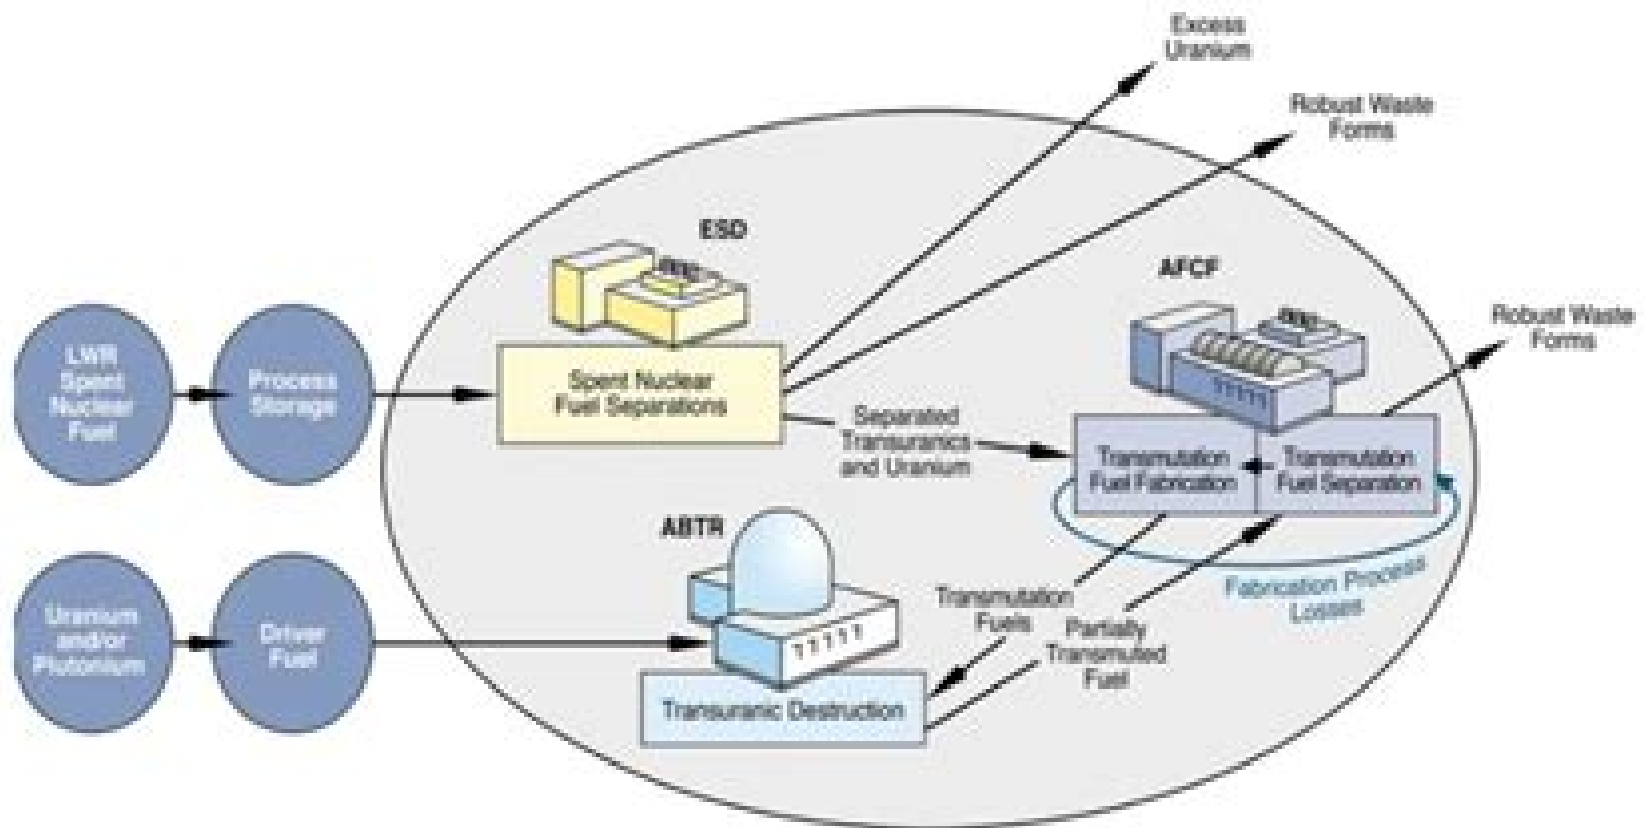 Excess
Uranium
Robust Waste
Forms
ESD
AFCF
Robust Waste
Forms
LWR
Spent
Nuclear
Fuel
Process
Storage
Spent Nuclear
Fuel Separations
Separated
Transuranics
and Uranium
Transmutation
Fuel Fabrication
Transmutation
Fuel Separation
ABTR
Fabrication Process
Losses
Transmutation
Fuels
Partially
Transmuted
Fuel
Uranium
and/or
Plutonium
Driver
Fuel
Transuranic Destruction